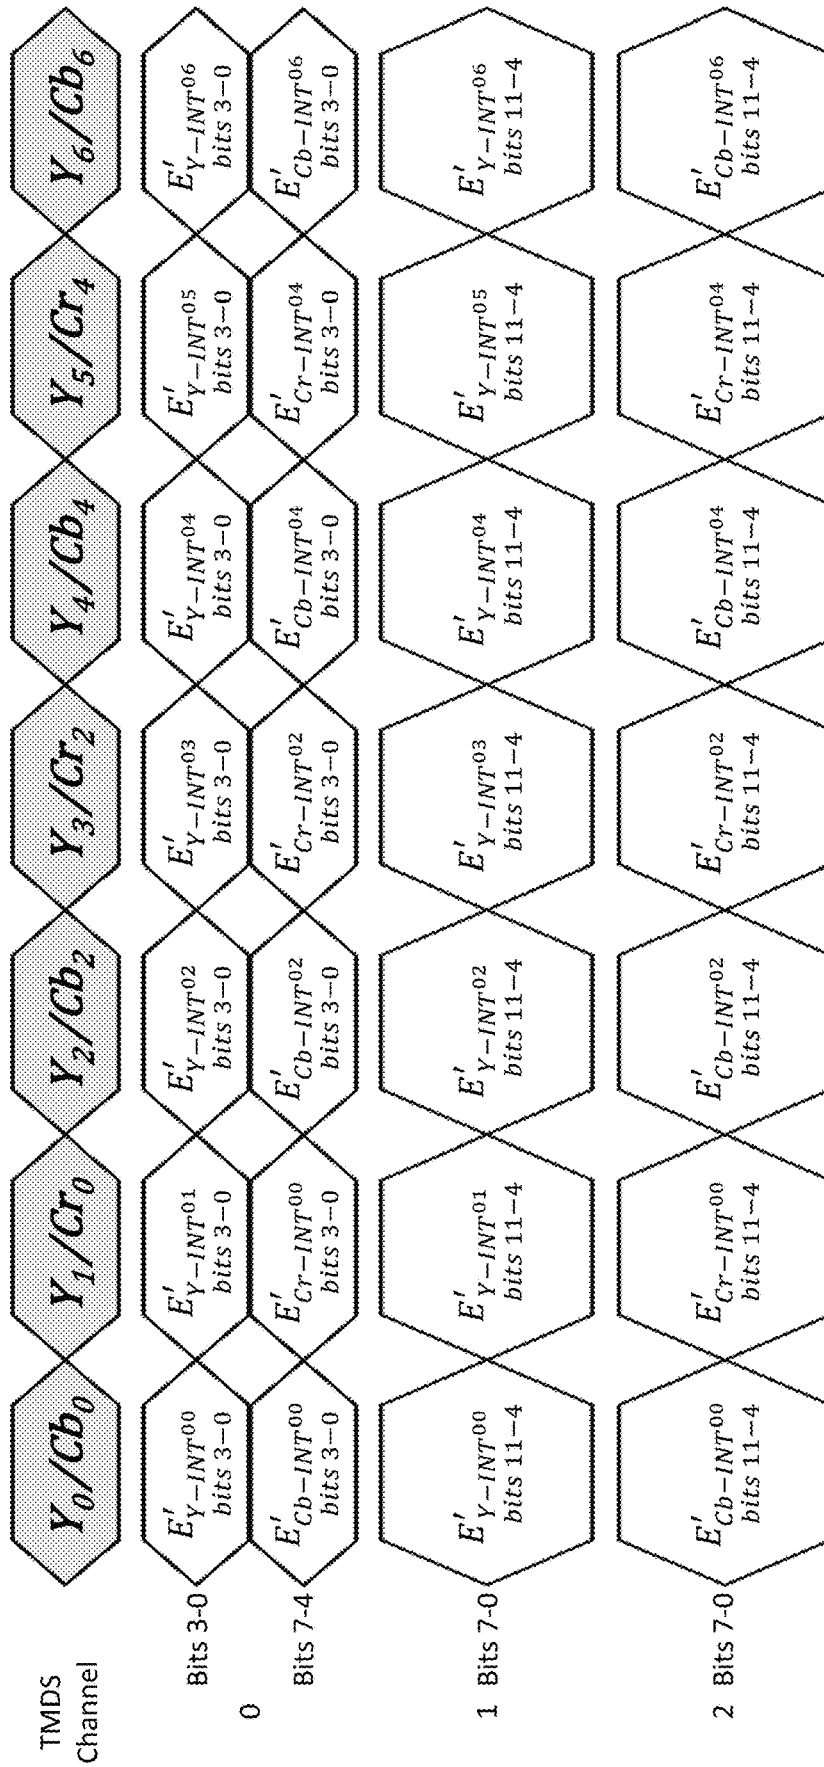 TMDS
Channel
Y0/Cb0 Y1/Cr0 Y2/Cb2 Y3/Cr2 Y4/Cb4 Y5/Cr4 Y6/Cb6
0
Bits 3-0
E′Y−INT00 E′Y−INT01 E′Y−INT02 E′Y−INT03 E′Y−INT04 E′Y−INT05 E′Y−INT06
bits 3−0 bits 3−0 bits 3−0 bits 3−0 bits 3−0 bits 3−0 bits 3−0
Bits 7-4
E′Cb−INT00 E′Cr−INT00 E′Cb−INT02 E′Cr−INT02 E′Cb−INT04 E′Cr−INT04 E′Cb−INT06
bits 3−0 bits 3−0 bits 3−0 bits 3−0 bits 3−0 bits 3−0 bits 3−0
1 Bits 7-0
E′Y−INT00 E′Y−INT01 E′Y−INT02 E′Y−INT03 E′Y−INT04 E′Y−INT05 E′Y−INT06
bits 11−4 bits 11−4 bits 11−4 bits 11−4 bits 11−4 bits 11−4 bits 11−4
2 Bits 7-0
E′Cb−INT00 E′Cr−INT00 E′Cb−INT02 E′Cr−INT02 E′Cb−INT04 E′Cr−INT04 E′Cb−INT06
bits 11−4 bits 11−4 bits 11−4 bits 11−4 bits 11−4 bits 11−4 bits 11−4